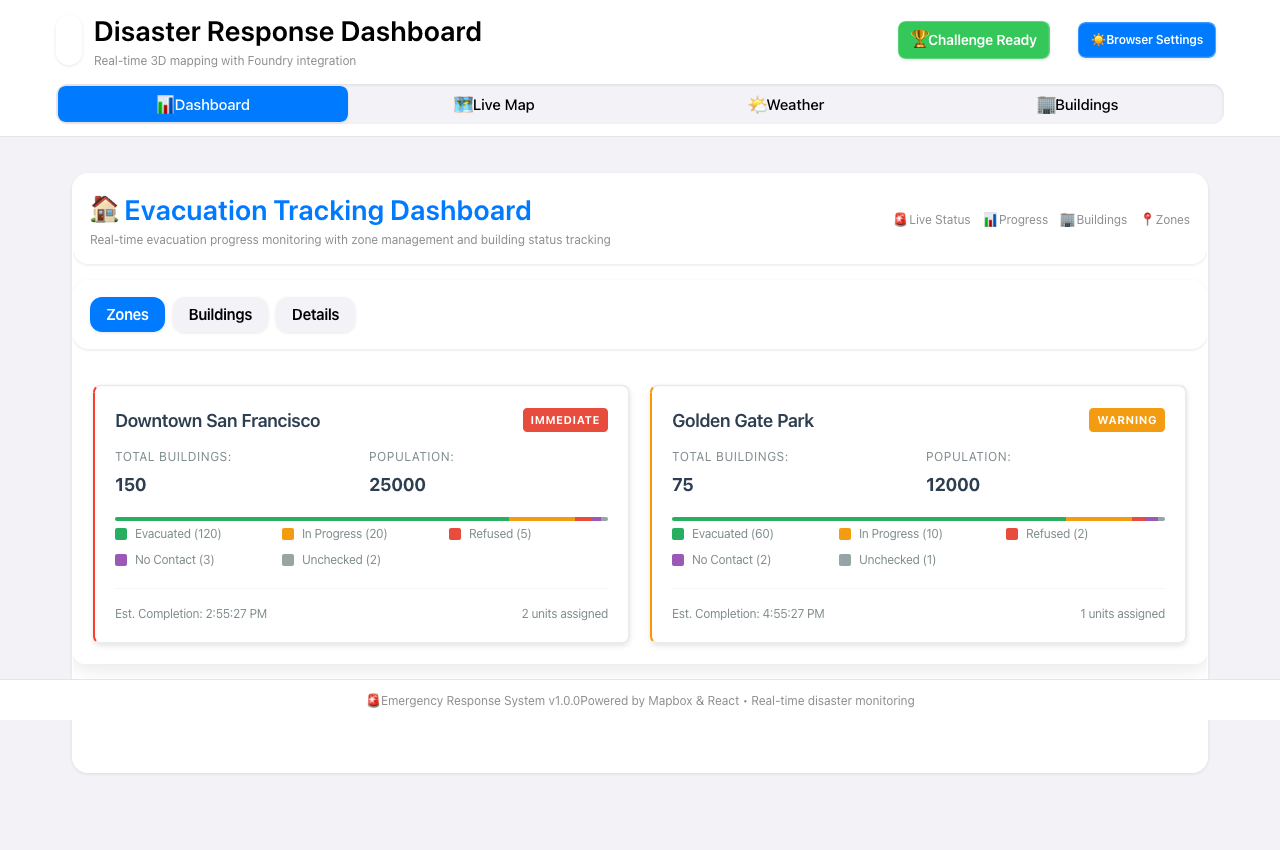 Disaster Response Dashboard
Real-time 3D mapping with Foundry integration
🏆Challenge Ready
☀️Browser Settings
📊Dashboard
🗺️Live Map
🌤️Weather
🏢Buildings
🏠 Evacuation Tracking Dashboard
Real-time evacuation progress monitoring with zone management and building status tracking
🚨Live Status 📊Progress 🏢Buildings 📍Zones
Zones
Buildings
Details
Downtown San Francisco
IMMEDIATE
TOTAL BUILDINGS: POPULATION:
150 25000
Evacuated (120) In Progress (20) Refused (5)
No Contact (3) Unchecked (2)
Est. Completion: 2:55:27 PM 2 units assigned
Golden Gate Park
WARNING
TOTAL BUILDINGS: POPULATION:
75 12000
Evacuated (60) In Progress (10) Refused (2)
No Contact (2) Unchecked (1)
Est. Completion: 4:55:27 PM 1 units assigned
🚨Emergency Response System v1.0.0Powered by Mapbox & React • Real-time disaster monitoring